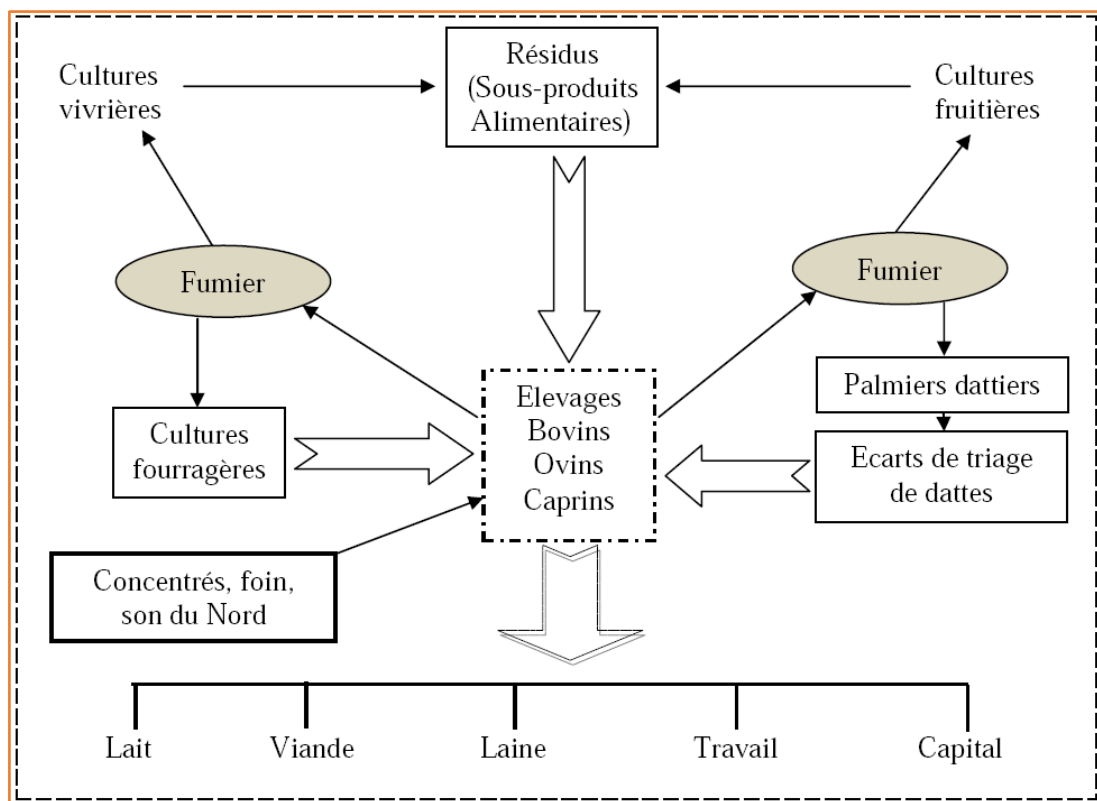 Cultures
vivrières
Résidus
(Sous-produits
Alimentaires)
Cultures
fruitières
Fumier
Fumier
Cultures
fourragères
Elevages
Bovins
Ovins
Caprins
Palmiers dattiers
Ecarts de triage
de dattes
Concentrés, foin,
son du Nord
Lait
Viande
Laine
Travail
Capital